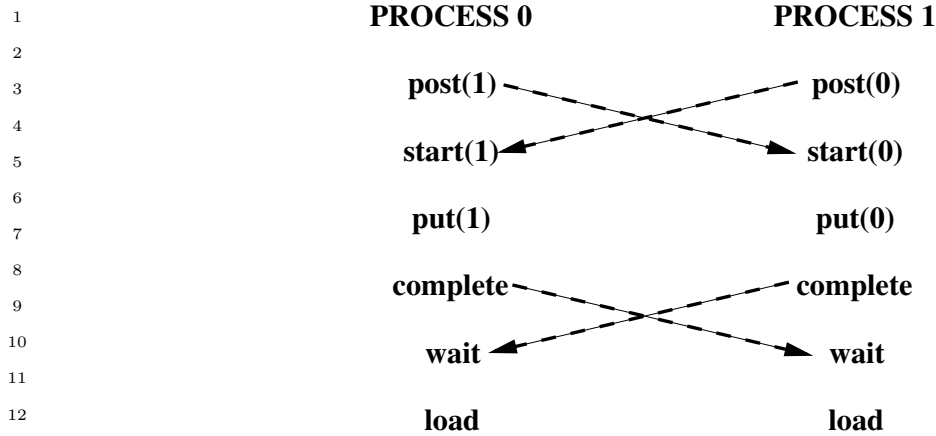 1 PROCESS 0 PROCESS 1
2
3 post(1) post(0)
4
5 start(1) start(0)
6
7 put(1) put(0)
8 complete complete
9
10 wait wait
11
12 load load